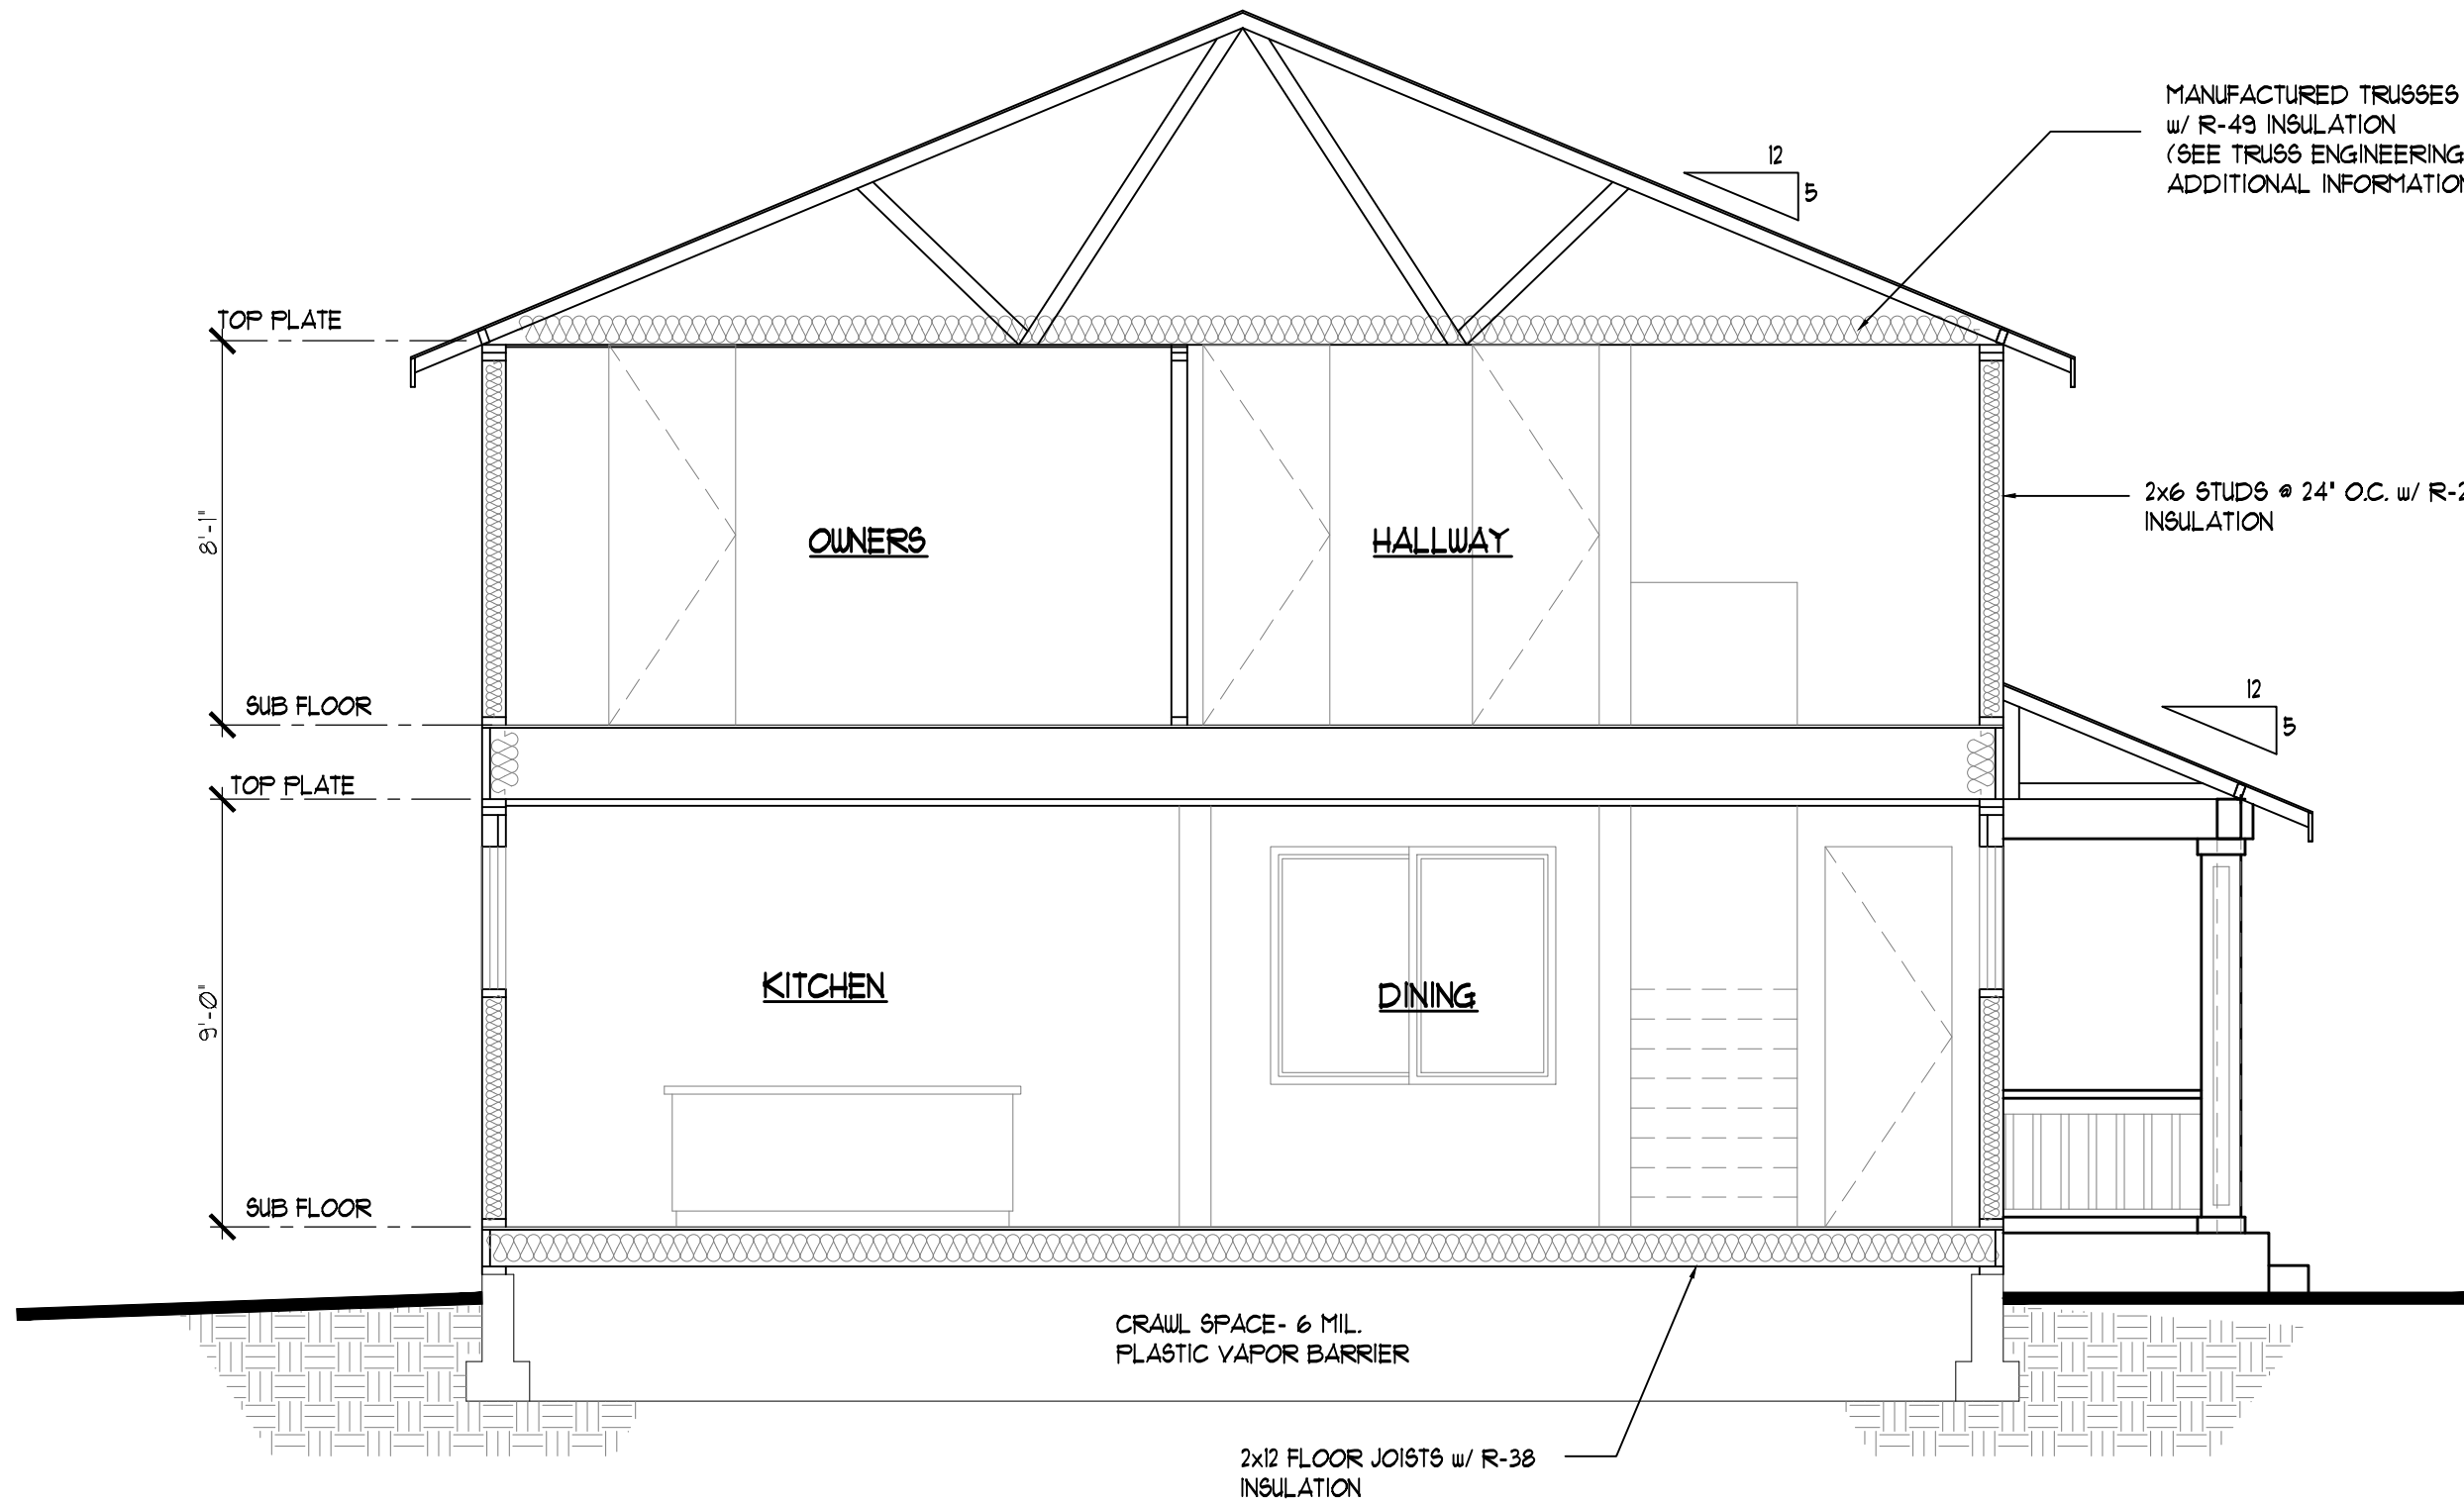 MANUFACTURED TRUSSES
w/ R-49 INSULATION
(SEE TRUSS ENGINEERING
ADDITIONAL INFORMATION
12
5
TOP PLATE
8'-1"
OWNERS
HALLWAY
2x6 STUDS @ 24" O.C. w/ R-2
INSULATION
SUB FLOOR
12
5
TOP PLATE
9'-0"
KITCHEN
DINING
SUB FLOOR
CRAWL SPACE- 6 MIL.
PLASTIC VAPOR BARRIER
2x12 FLOOR JOISTS w/ R-38
INSULATION